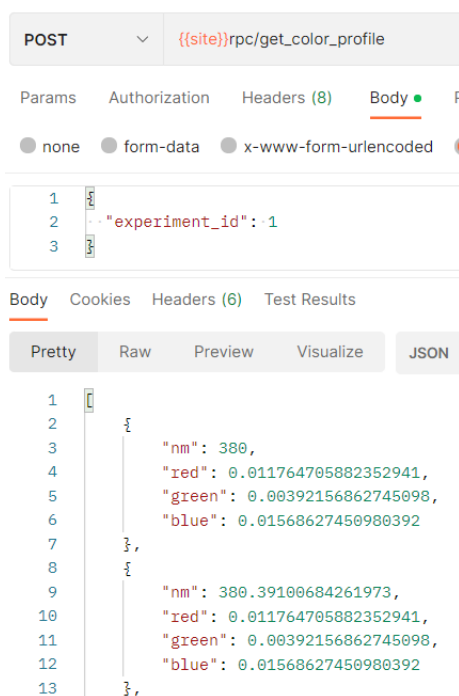 POST {{site}}rpc/get_color_profile
Params Authorization Headers (8) Body
none form-data x-www-form-urlencoded
1 {
2 "experiment_id": 1
3 }
Body Cookies Headers (6) Test Results
Pretty Raw Preview Visualize JSON
1 [
2 {
3 "nm": 380,
4 "red": 0.011764705882352941,
5 "green": 0.00392156862745098,
6 "blue": 0.01568627450980392
7 },
8 {
9 "nm": 380.39100684261973,
10 "red": 0.011764705882352941,
11 "green": 0.00392156862745098,
12 "blue": 0.01568627450980392
13 },